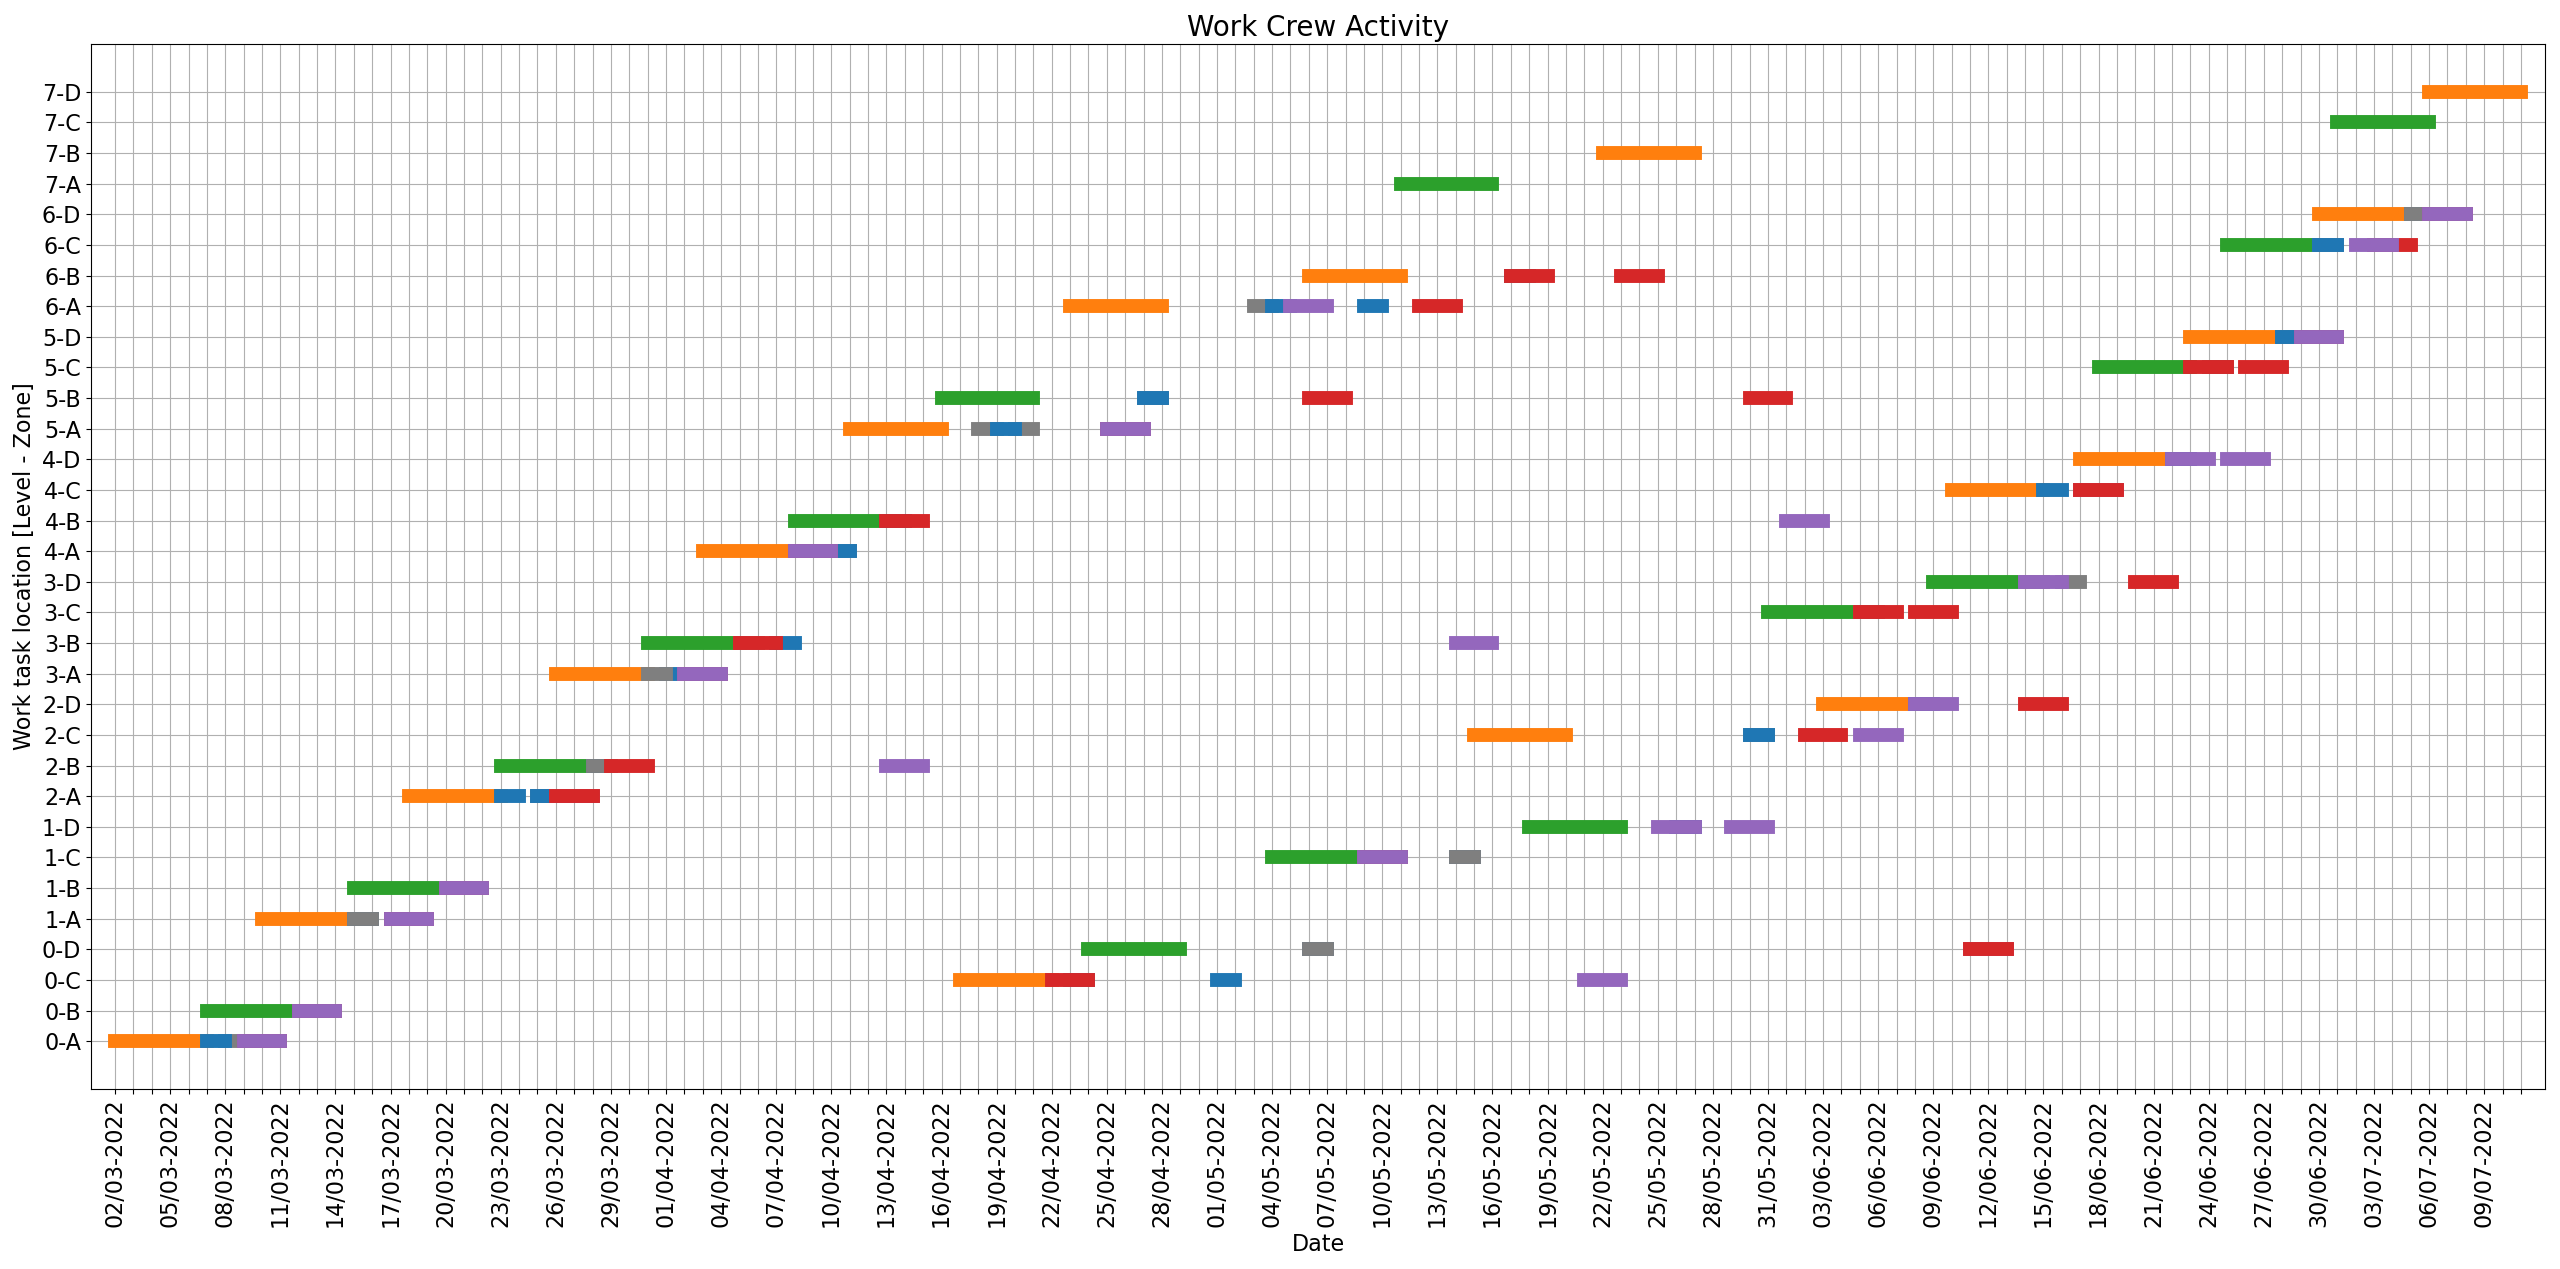 Work Crew Activity
Work task location [Level - Zone]
7-D
7-C
7-B
7-A
6-D
6-C
6-B
6-A
5-D
5-C
5-B
5-A
4-D
4-C
4-B
4-A
3-D
3-C
3-B
3-A
2-D
2-C
2-B
2-A
1-D
1-C
1-B
1-A
0-D
0-C
0-B
0-A
02/03-2022
05/03-2022
08/03-2022
11/03-2022
14/03-2022
17/03-2022
20/03-2022
23/03-2022
26/03-2022
29/03-2022
01/04-2022
04/04-2022
07/04-2022
10/04-2022
13/04-2022
16/04-2022
19/04-2022
22/04-2022
25/04-2022
28/04-2022
01/05-2022
04/05-2022
07/05-2022
10/05-2022
13/05-2022
16/05-2022
19/05-2022
22/05-2022
25/05-2022
28/05-2022
31/05-2022
03/06-2022
06/06-2022
09/06-2022
12/06-2022
15/06-2022
18/06-2022
21/06-2022
24/06-2022
27/06-2022
30/06-2022
03/07-2022
06/07-2022
09/07-2022
Date